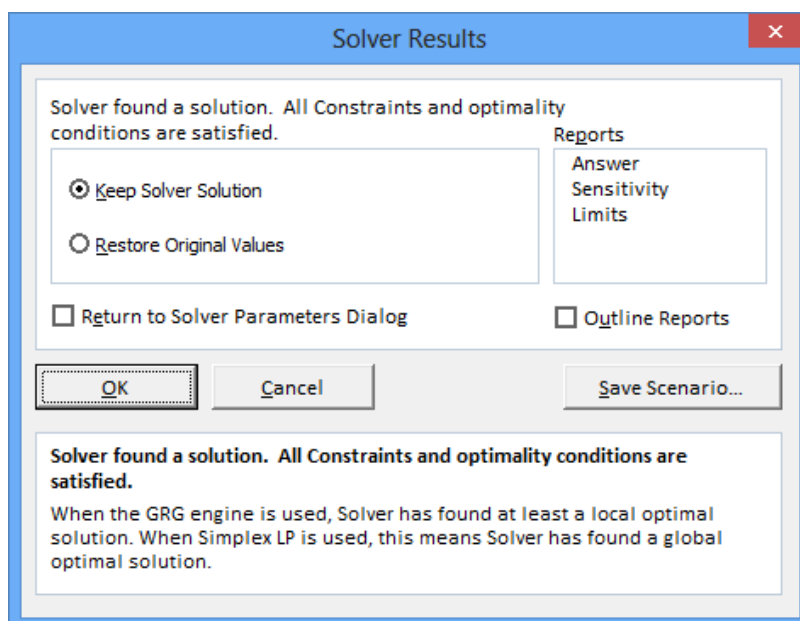 Solver Results
Solver found a solution. All Constraints and optimality
conditions are satisfied.
Reports
Keep Solver Solution
Restore Original Values
Answer
Sensitivity
Limits
Return to Solver Parameters Dialog
Outline Reports
OK
Cancel
Save Scenario...
Solver found a solution. All Constraints and optimality conditions are
satisfied.
When the GRG engine is used, Solver has found at least a local optimal
solution. When Simplex LP is used, this means Solver has found a global
optimal solution.